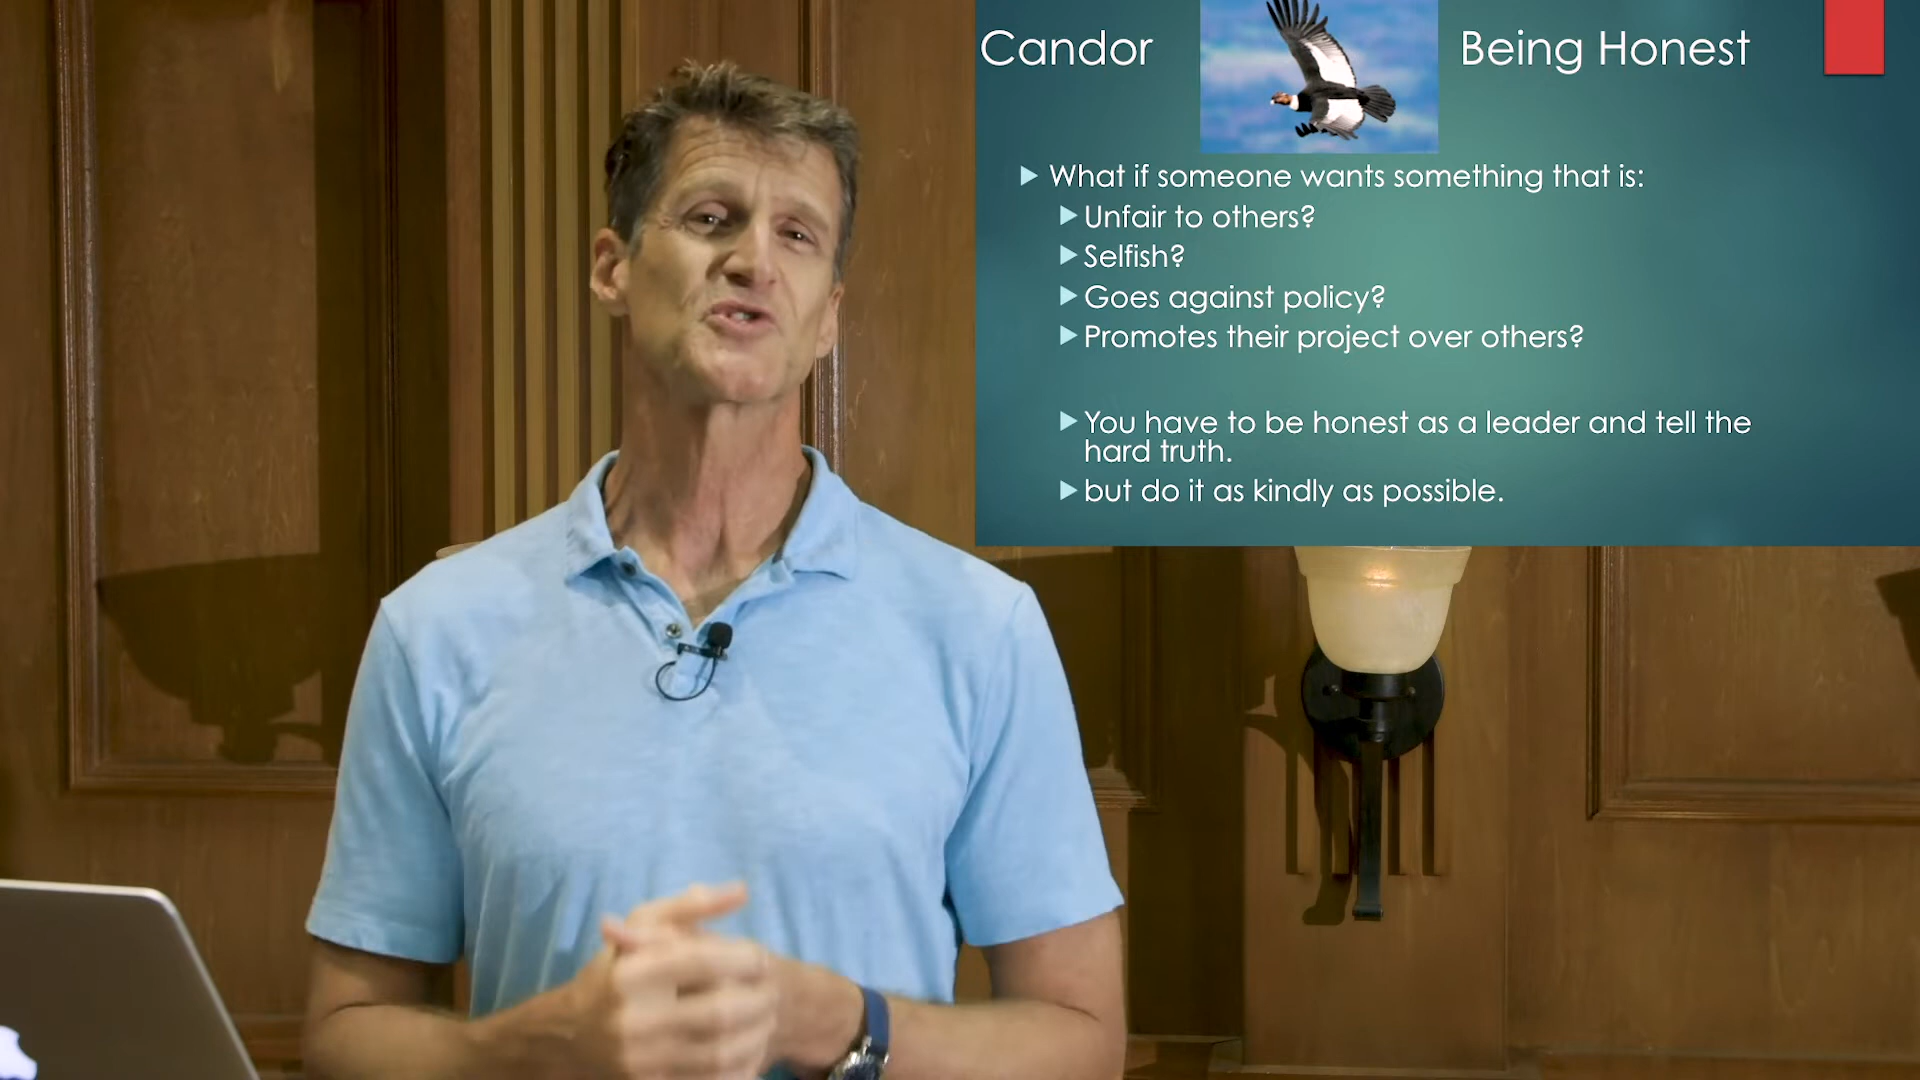 Candor Being Honest
What if someone wants something that is:
Unfair to others?
Selfish?
Goes against policy?
Promotes their project over others?
You have to be honest as a leader and tell the
hard truth.
but do it as kindly as possible.